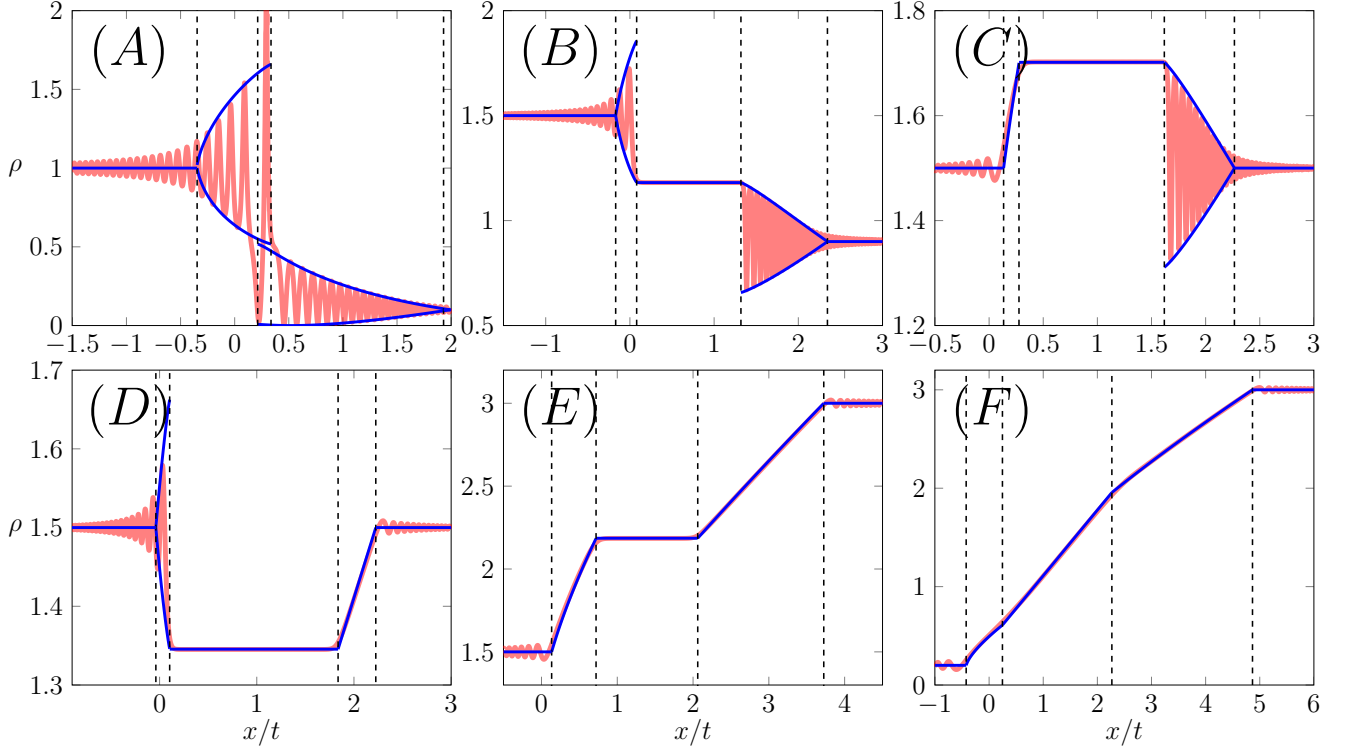 (A) (B) (C)
2 2 1.8
1.5 1.5 1.6
ρ 1 1 1.4
0.5 0.5 1.2
0
−1.5 −1 −0.5 0 0.5 1 1.5 2 −1 0 1 2 3 −0.5 0 0.5 1 1.5 2 2.5 3
(D) (E) (F)
1.7 3 3
1.6 2.5 2
ρ 1.5 2 1
1.4 1.5 0
1.3
0 1 2 3 0 1 2 3 4 −1 0 1 2 3 4 5 6
x/t x/t x/t